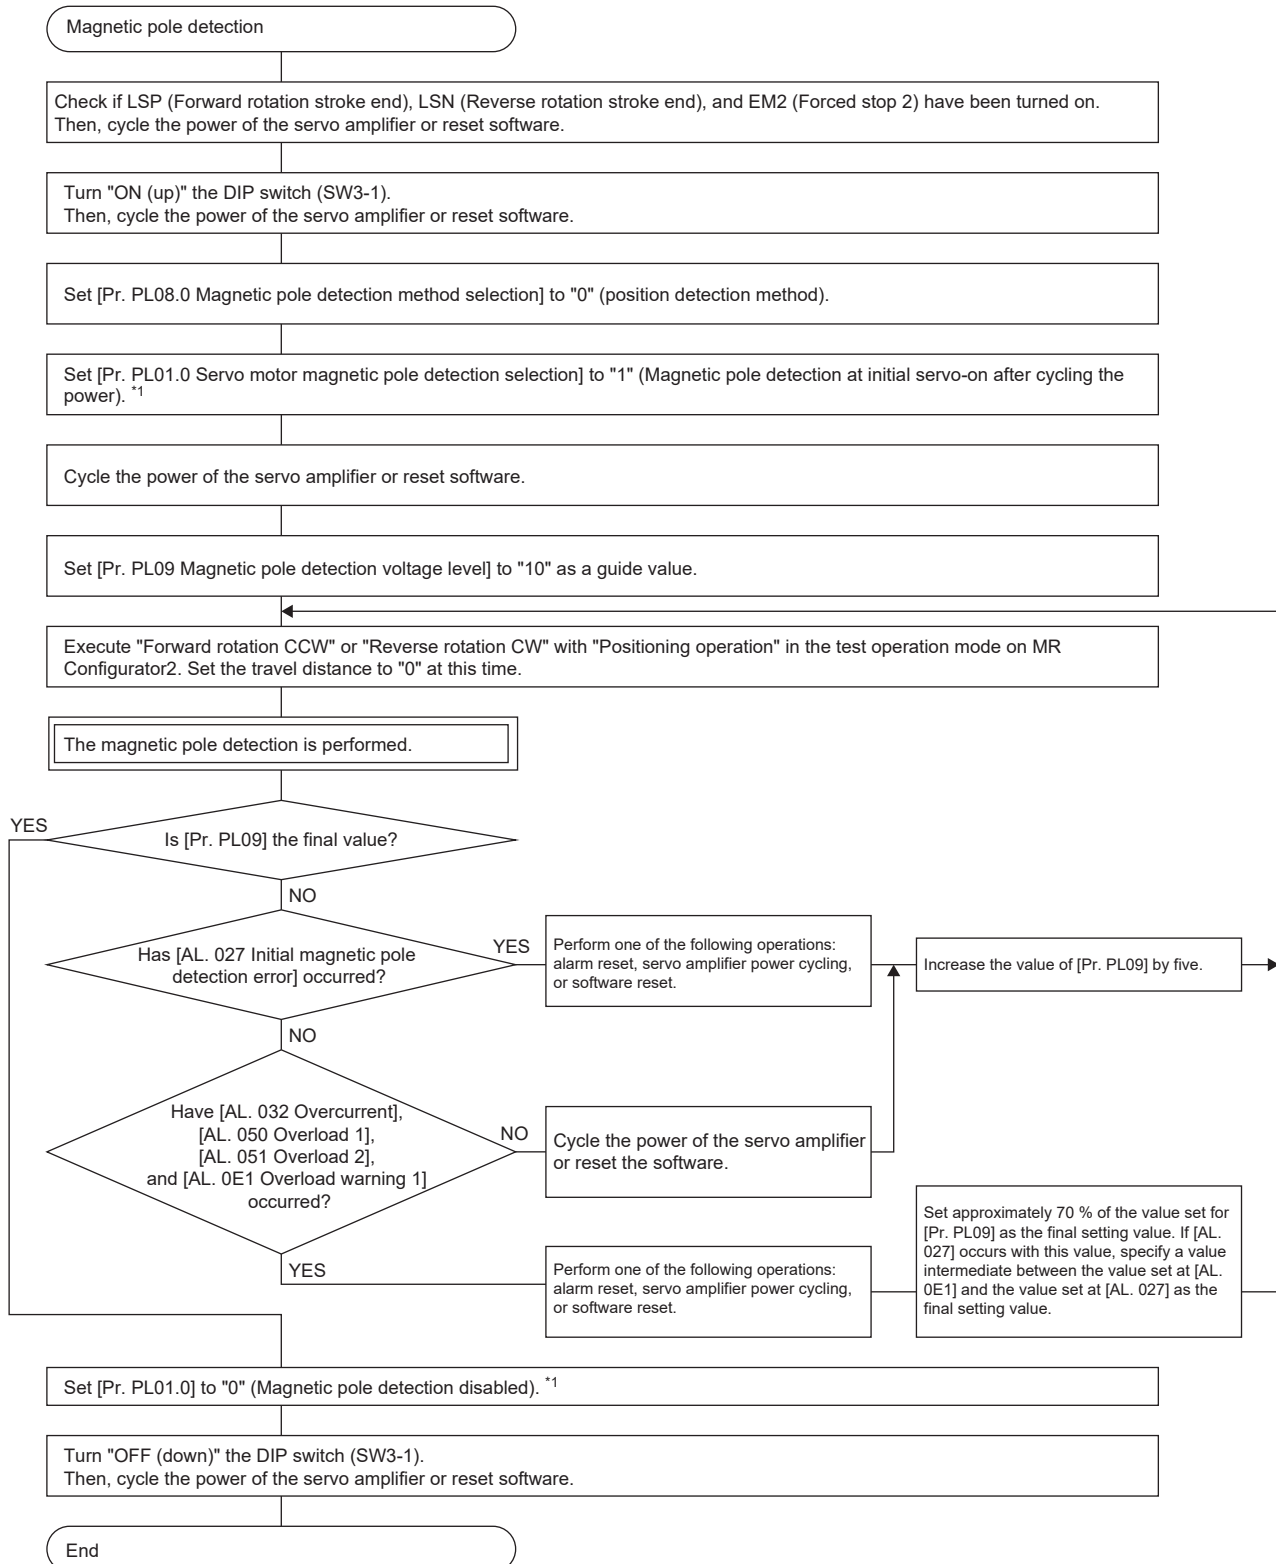 Magnetic pole detection
Check if LSP (Forward rotation stroke end), LSN (Reverse rotation stroke end), and EM2 (Forced stop 2) have been turned on.
Then, cycle the power of the servo amplifier or reset software.
Turn "ON (up)" the DIP switch (SW3-1).
Then, cycle the power of the servo amplifier or reset software.
Set [Pr. PL08.0 Magnetic pole detection method selection] to "0" (position detection method).
Set [Pr. PL01.0 Servo motor magnetic pole detection selection] to "1" (Magnetic pole detection at initial servo-on after cycling the
power). *1
Cycle the power of the servo amplifier or reset software.
Set [Pr. PL09 Magnetic pole detection voltage level] to "10" as a guide value.
Execute "Forward rotation CCW" or "Reverse rotation CW" with "Positioning operation" in the test operation mode on MR
Configurator2. Set the travel distance to "0" at this time.
The magnetic pole detection is performed.
YES
Is [Pr. PL09] the final value?
NO
Has [AL. 027 Initial magnetic pole
detection error] occurred?
YES
Perform one of the following operations:
alarm reset, servo amplifier power cycling,
or software reset.
Increase the value of [Pr. PL09] by five.
NO
Have [AL. 032 Overcurrent],
[AL. 050 Overload 1],
[AL. 051 Overload 2],
and [AL. 0E1 Overload warning 1]
occurred?
NO
Cycle the power of the servo amplifier
or reset the software.
YES
Perform one of the following operations:
alarm reset, servo amplifier power cycling,
or software reset.
Set approximately 70 % of the value set for
[Pr. PL09] as the final setting value. If [AL.
027] occurs with this value, specify a value
intermediate between the value set at [AL.
0E1] and the value set at [AL. 027] as the
final setting value.
Set [Pr. PL01.0] to "0" (Magnetic pole detection disabled). *1
Turn "OFF (down)" the DIP switch (SW3-1).
Then, cycle the power of the servo amplifier or reset software.
End